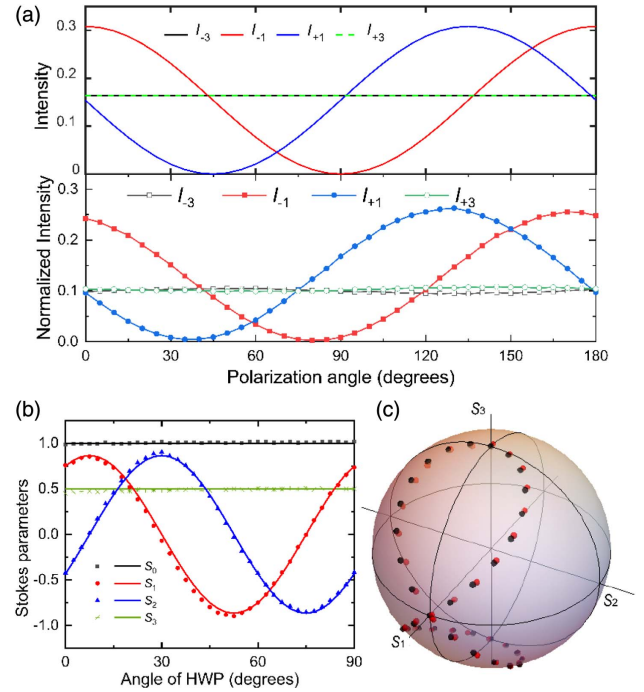 (a)
I-3 I-1 I+1 I+3
0.3
0.2
0.1
0
Intensity
I-3 I-1 I+1 I+3
0.3
0.2
0.1
0.0
Normalized Intensity
0 30 60 90 120 150 180
Polarization angle (degrees)
(b)
1.0
0.5
0.0
-0.5
-1.0
Stokes parameters
S0
S1
S2
S3
0 30 60 90
Angle of HWP (degrees)
(c)
S3
S2
S1